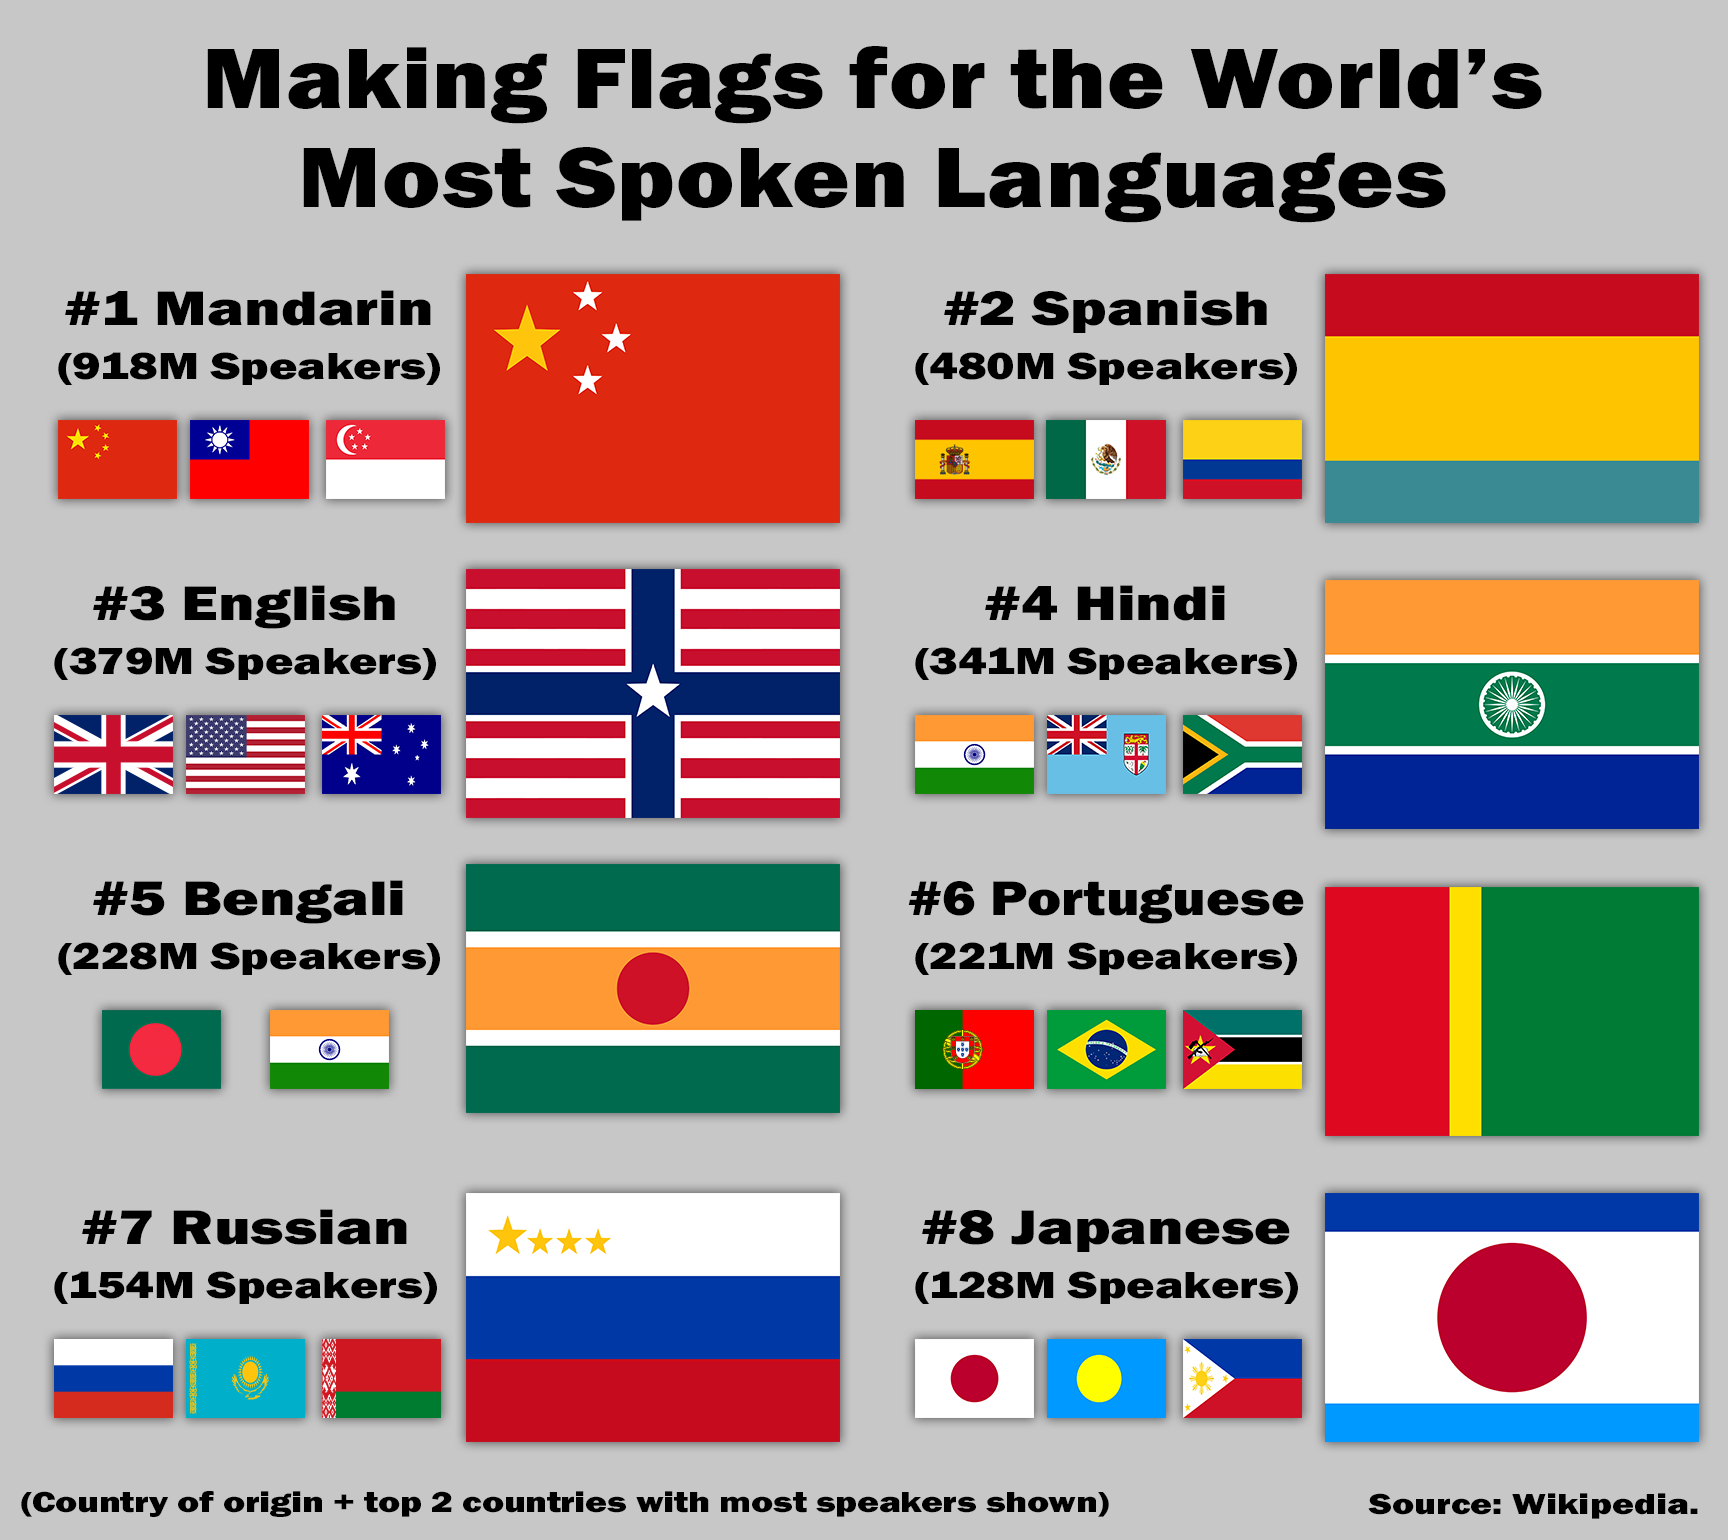 Making Flags for the World’s
Most Spoken Languages
#1 Mandarin
(918M Speakers)
#2 Spanish
(480M Speakers)
#3 English
(379M Speakers)
#4 Hindi
(341M Speakers)
#5 Bengali
(228M Speakers)
#6 Portuguese
(221M Speakers)
#7 Russian
(154M Speakers)
#8 Japanese
(128M Speakers)
(Country of origin + top 2 countries with most speakers shown)
Source: Wikipedia.